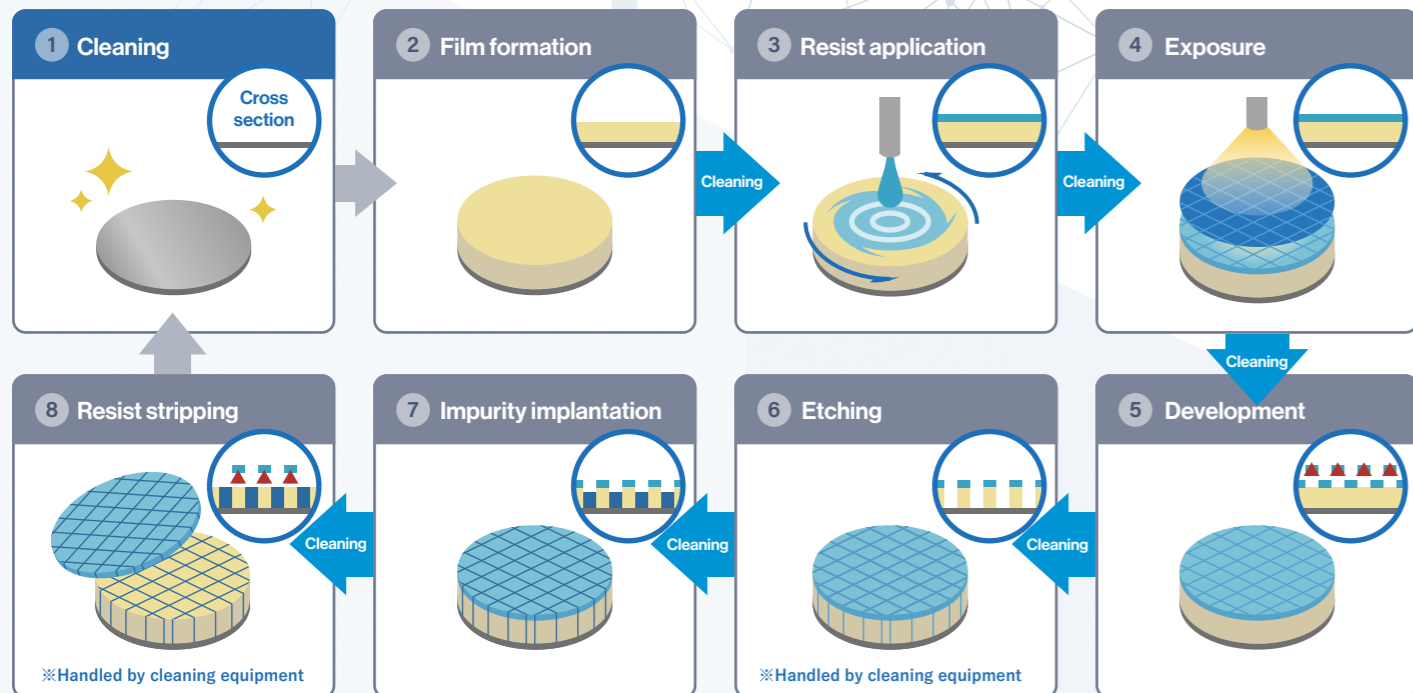 1 Cleaning
Cross
section
2 Film formation
Cleaning
3 Resist application
Cleaning
4 Exposure
Cleaning
5 Development
Cleaning
6 Etching
※Handled by cleaning equipment
Cleaning
7 Impurity implantation
Cleaning
8 Resist stripping
※Handled by cleaning equipment